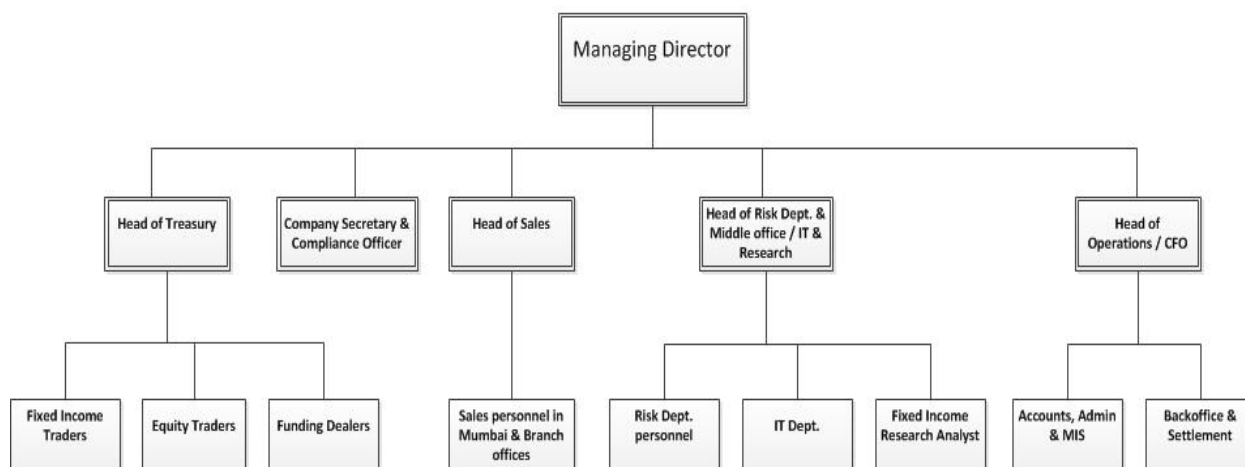 Managing Director
Head of Treasury
Company Secretary &
Compliance Officer
Head of Sales
Head of Risk Dept. &
Middle office / IT &
Research
Head of
Operations / CFO
Fixed Income
Traders
Equity Traders
Funding Dealers
Sales personnel in
Mumbai & Branch
offices
Risk Dept.
personnel
IT Dept.
Fixed Income
Research Analyst
Accounts, Admin
& MIS
Backoffice &
Settlement